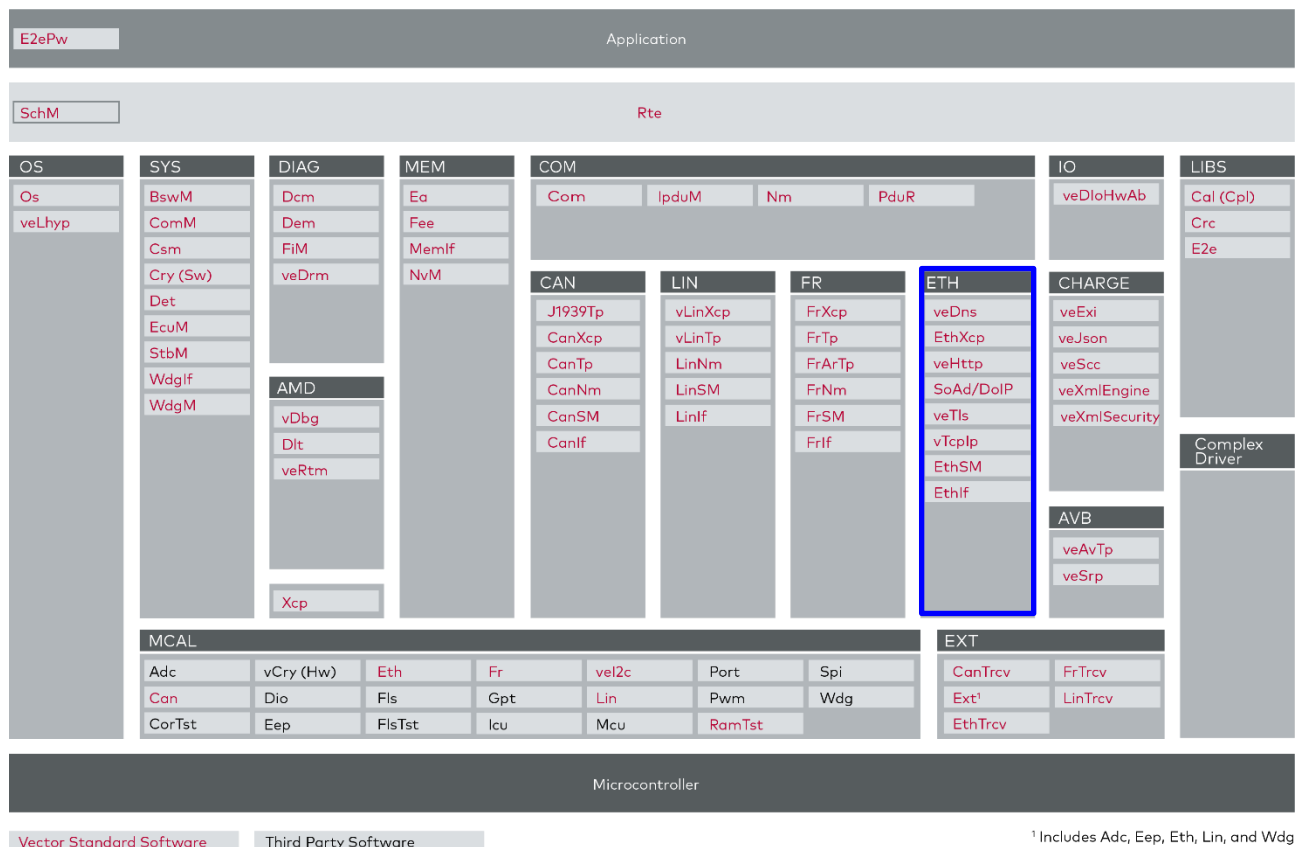 E2ePw
Application
SchM
Rte
OS
Os
veLhyp
SYS
BswM
ComM
Csm
Cry (Sw)
Det
EcuM
StbM
WdgIf
WdgM
DIAG
Dcm
Dem
FiM
veDrm
AMD
vDbg
Dlt
veRtm
Xcp
MEM
Ea
Fee
MemIf
NvM
COM
Com IpduM Nm PduR
CAN
J1939Tp
CanXcp
CanTp
CanNm
CanSM
CanIf
LIN
vLinXcp
vLinTp
LinNm
LinSM
LinIf
FR
FrXcp
FrTp
FrArTp
FrNm
FrSM
FrIf
ETH
veDns
EthXcp
veHttp
SoAd/DoIP
veTls
vTcpIp
EthSM
EthIf
IO
veDIoHwAb
CHARGE
veExi
veJson
veScc
veXmlEngine
veXmlSecurity
AVB
veAvTp
veSrp
LIBS
Cal (Cpl)
Crc
E2e
Complex
Driver
MCAL
Adc vCry (Hw) Eth Fr veI2c Port Spi
Can Dio Fls Gpt Lin Pwm Wdg
CorTst Eep FlsTst Icu Mcu RamTst
EXT
CanTrcv FrTrcv
Ext¹ LinTrcv
EthTrcv
Microcontroller
Vector Standard Software
Third Party Software
¹ Includes Adc, Eep, Eth, Lin, and Wdg